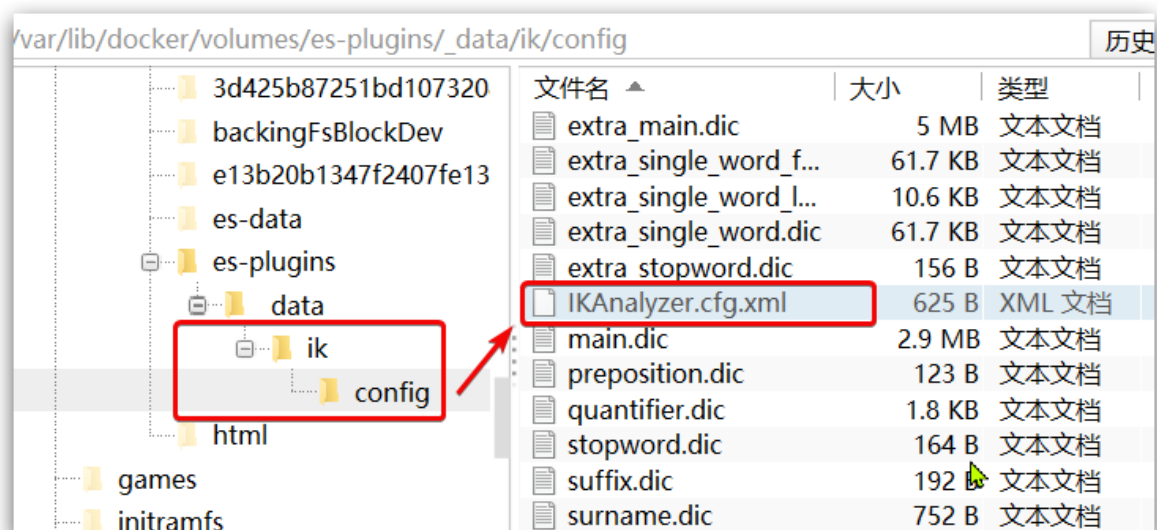 /var/lib/docker/volumes/es-plugins/_data/ik/config
历史
3d425b87251bd107320
backingFsBlockDev
e13b20b1347f2407fe13
es-data
es-plugins
_data
ik
config
html
games
initramfs
文件名 大小 类型
extra_main.dic 5 MB 文本文档
extra_single_word_f... 61.7 KB 文本文档
extra_single_word_l... 10.6 KB 文本文档
extra_single_word.dic 61.7 KB 文本文档
extra_stopword.dic 156 B 文本文档
IKAnalyzer.cfg.xml 625 B XML 文档
main.dic 2.9 MB 文本文档
preposition.dic 123 B 文本文档
quantifier.dic 1.8 KB 文本文档
stopword.dic 164 B 文本文档
suffix.dic 192 B 文本文档
surname.dic 752 B 文本文档